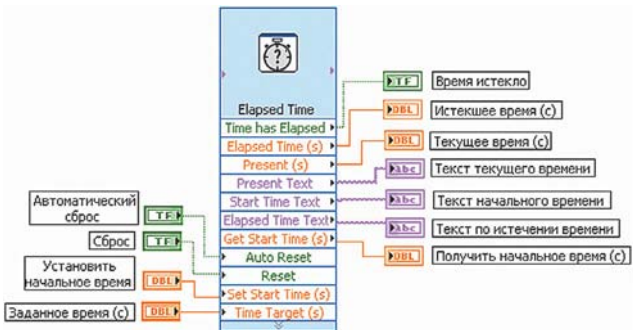 ?
Elapsed Time
Time has Elapsed
Elapsed Time (s)
Present (s)
Present Text
Start Time Text
Elapsed Time Text
Get Start Time (s)
Auto Reset
Reset
Set Start Time (s)
Time Target (s)
Автоматический
сброс
TF
Сброс
TF
Установить
начальное время
DBL
Заданное время (с)
DBL
TF
Время истекло
DBL
Истекшее время (с)
DBL
Текущее время (с)
abc
Текст текущего времени
abc
Текст начального времени
abc
Текст по истечении времени
DBL
Получить начальное время (с)